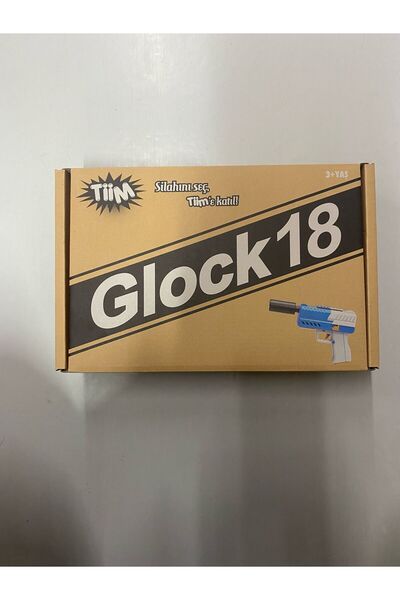 TiiM
Silahını seç,
Tiim'e katıl!
3+YAŞ
Glock18